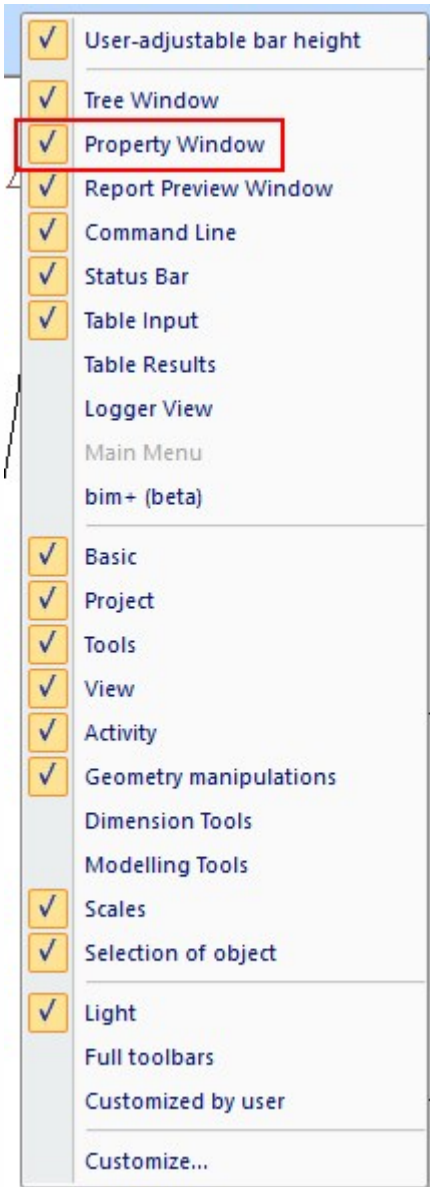 User-adjustable bar height
Tree Window
Property Window
Report Preview Window
Command Line
Status Bar
Table Input
Table Results
Logger View
Main Menu
bim+ (beta)
Basic
Project
Tools
View
Activity
Geometry manipulations
Dimension Tools
Modelling Tools
Scales
Selection of object
Light
Full toolbars
Customized by user
Customize...